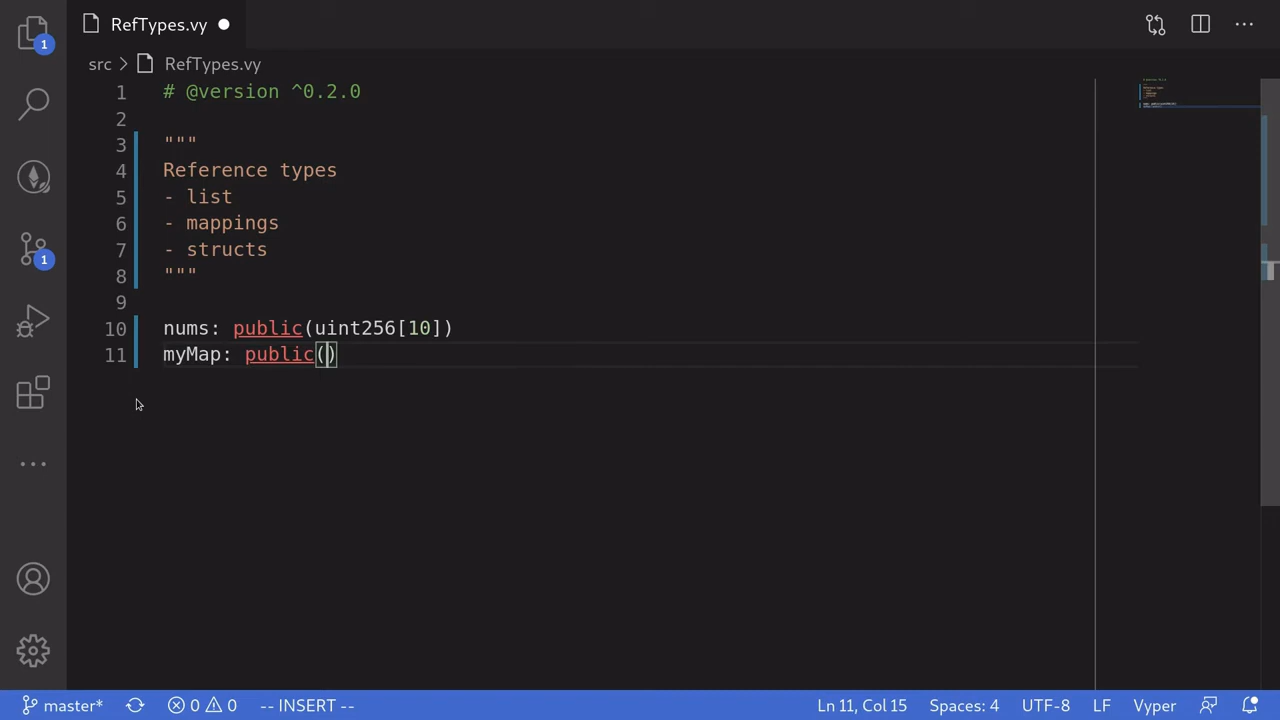 RefTypes.vy
src > RefTypes.vy
1 # @version ^0.2.0
2
3 """
4 Reference types
5 - list
6 - mappings
7 - structs
8 """
9
10 nums: public(uint256[10])
11 myMap: public()
1
1
master* 0 0 -- INSERT -- Ln 11, Col 15 Spaces: 4 UTF-8 LF Vyper